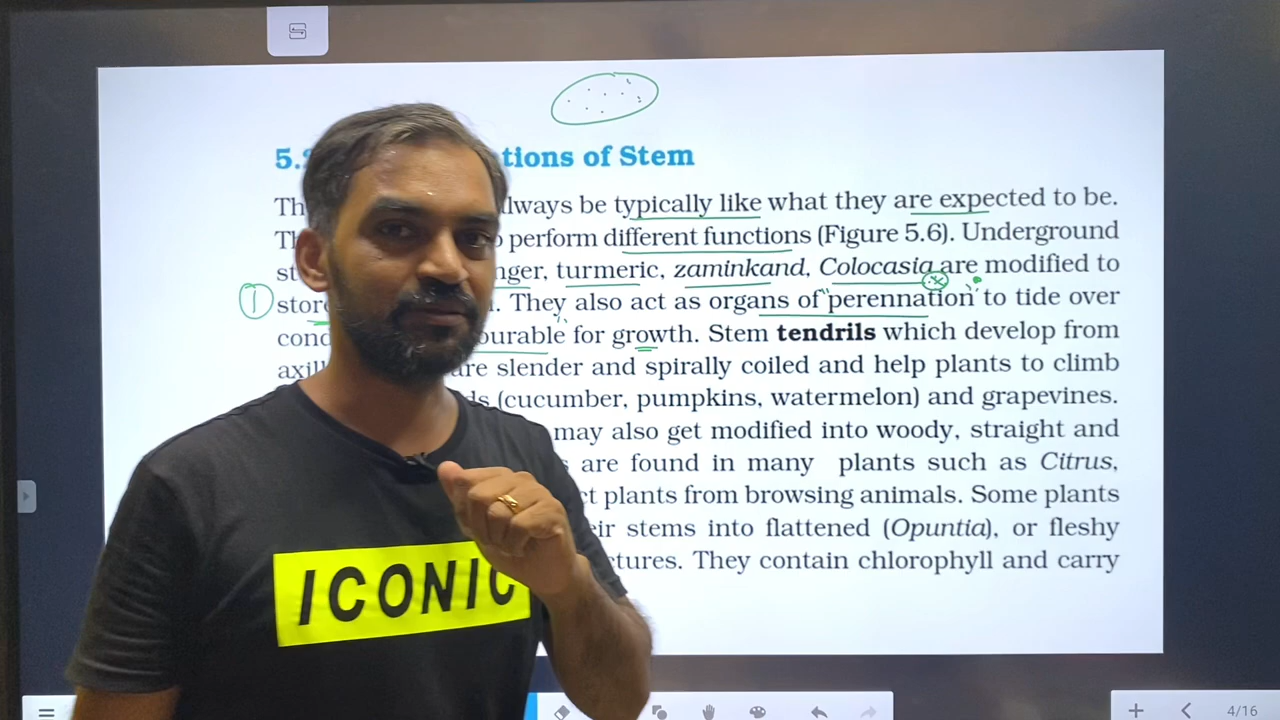 5. tions of Stem
Th lways be typically like what they are expected to be.
Th perform different functions (Figure 5.6). Underground
st nger, turmeric, zaminkand, Colocasia are modified to
store . They also act as organs of "perennation" to tide over
cond ourable for growth. Stem tendrils which develop from
axill are slender and spirally coiled and help plants to climb
ds (cucumber, pumpkins, watermelon) and grapevines.
may also get modified into woody, straight and
s are found in many plants such as Citrus,
ct plants from browsing animals. Some plants
eir stems into flattened (Opuntia), or fleshy
ctures. They contain chlorophyll and carry
ICONIC
4/16